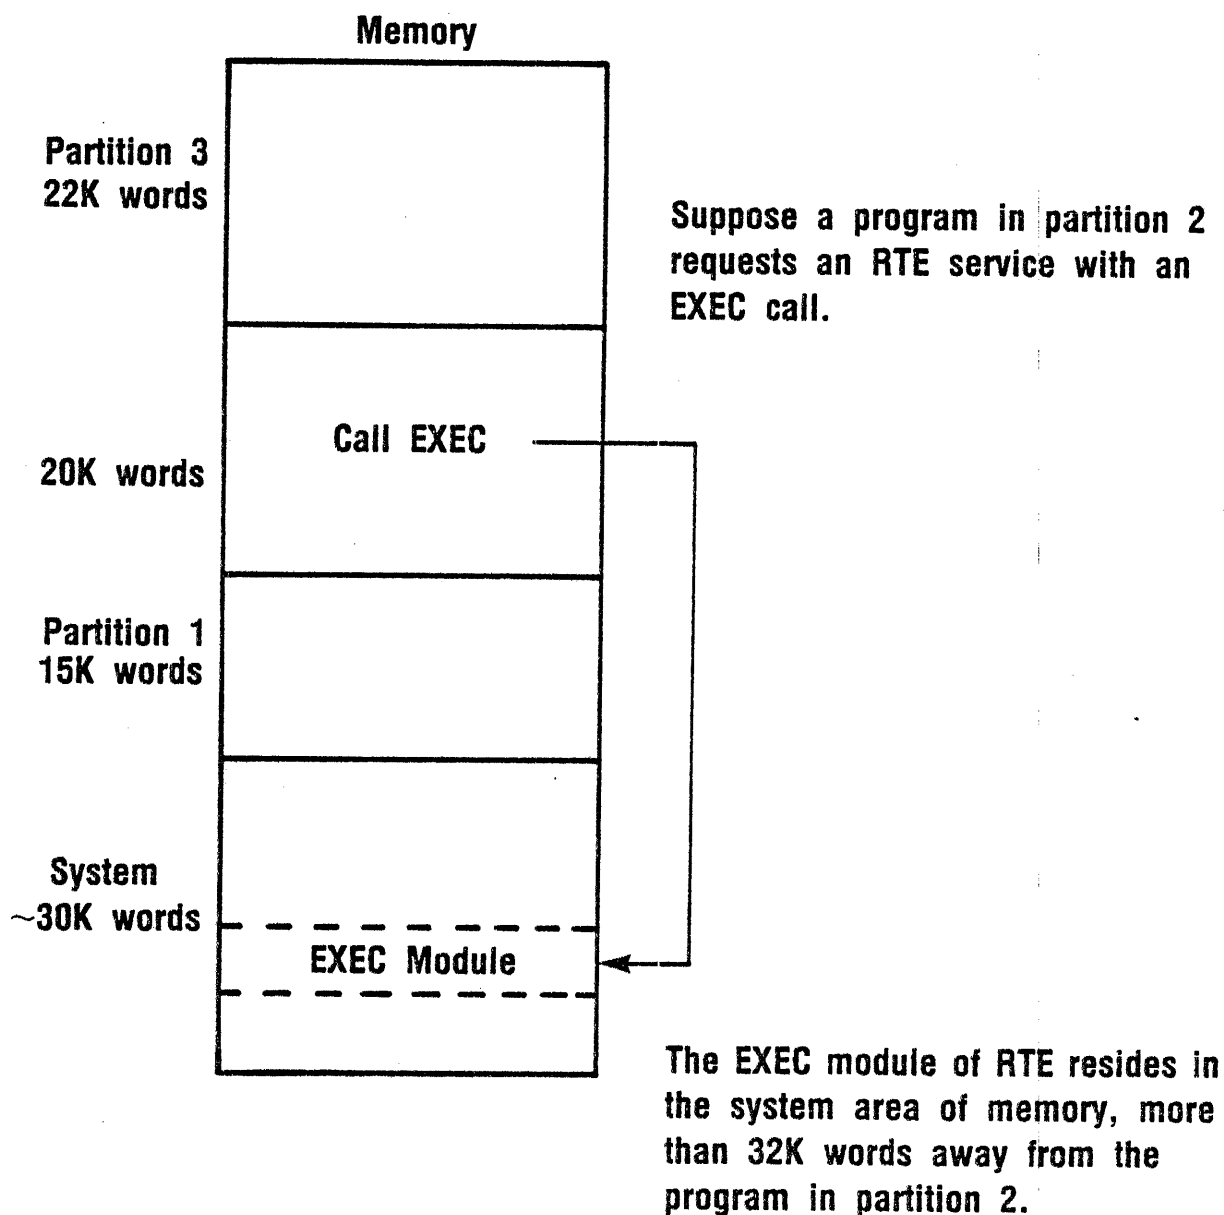 Memory
Partition 3
22K words
Suppose a program in partition 2
requests an RTE service with an
EXEC call.
Call EXEC
20K words
Partition 1
15K words
System
~30K words
EXEC Module
The EXEC module of RTE resides in
the system area of memory, more
than 32K words away from the
program in partition 2.